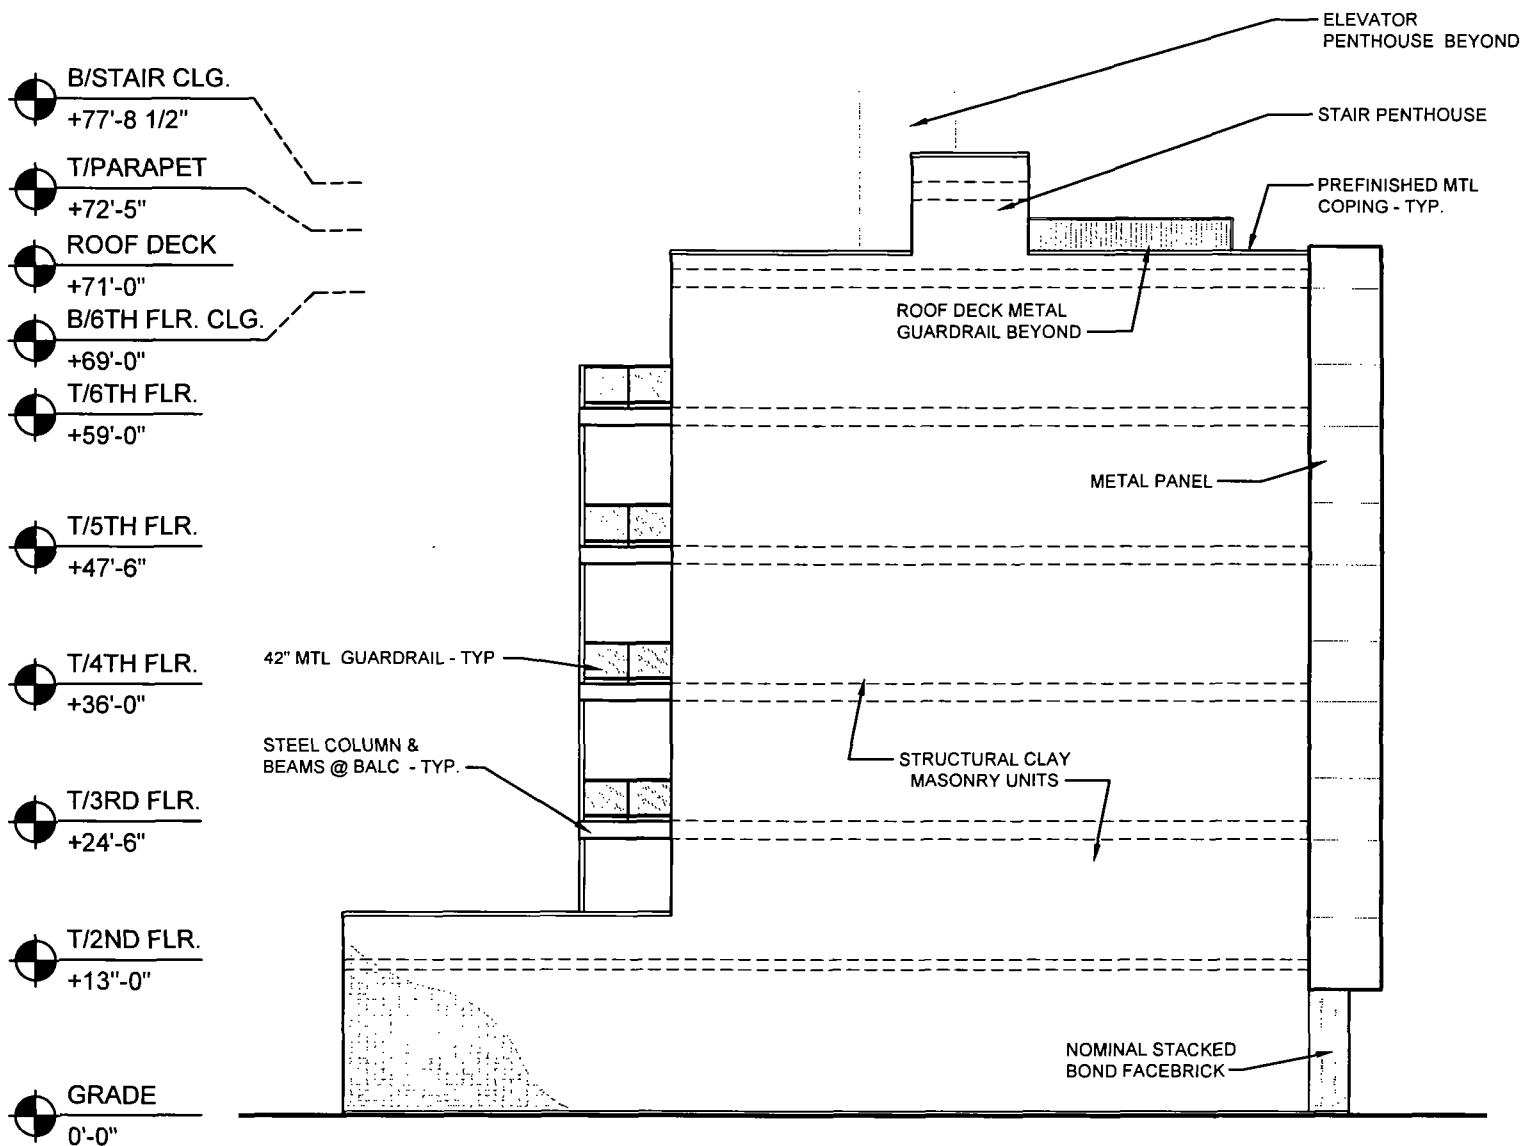 ELEVATOR
PENTHOUSE BEYOND
B/STAIR CLG.
+77'-8 1/2"
STAIR PENTHOUSE
T/PARAPET
+72'-5"
PREFINISHED MTL
COPING - TYP.
ROOF DECK
+71'-0"
ROOF DECK METAL
GUARDRAIL BEYOND
B/6TH FLR. CLG.
+69'-0"
T/6TH FLR.
+59'-0"
METAL PANEL
T/5TH FLR.
+47'-6"
42" MTL GUARDRAIL - TYP
T/4TH FLR.
+36'-0"
STEEL COLUMN &
BEAMS @ BALC - TYP.
STRUCTURAL CLAY
MASONRY UNITS
T/3RD FLR.
+24'-6"
T/2ND FLR.
+13"-0"
NOMINAL STACKED
BOND FACEBRICK
GRADE
0'-0"